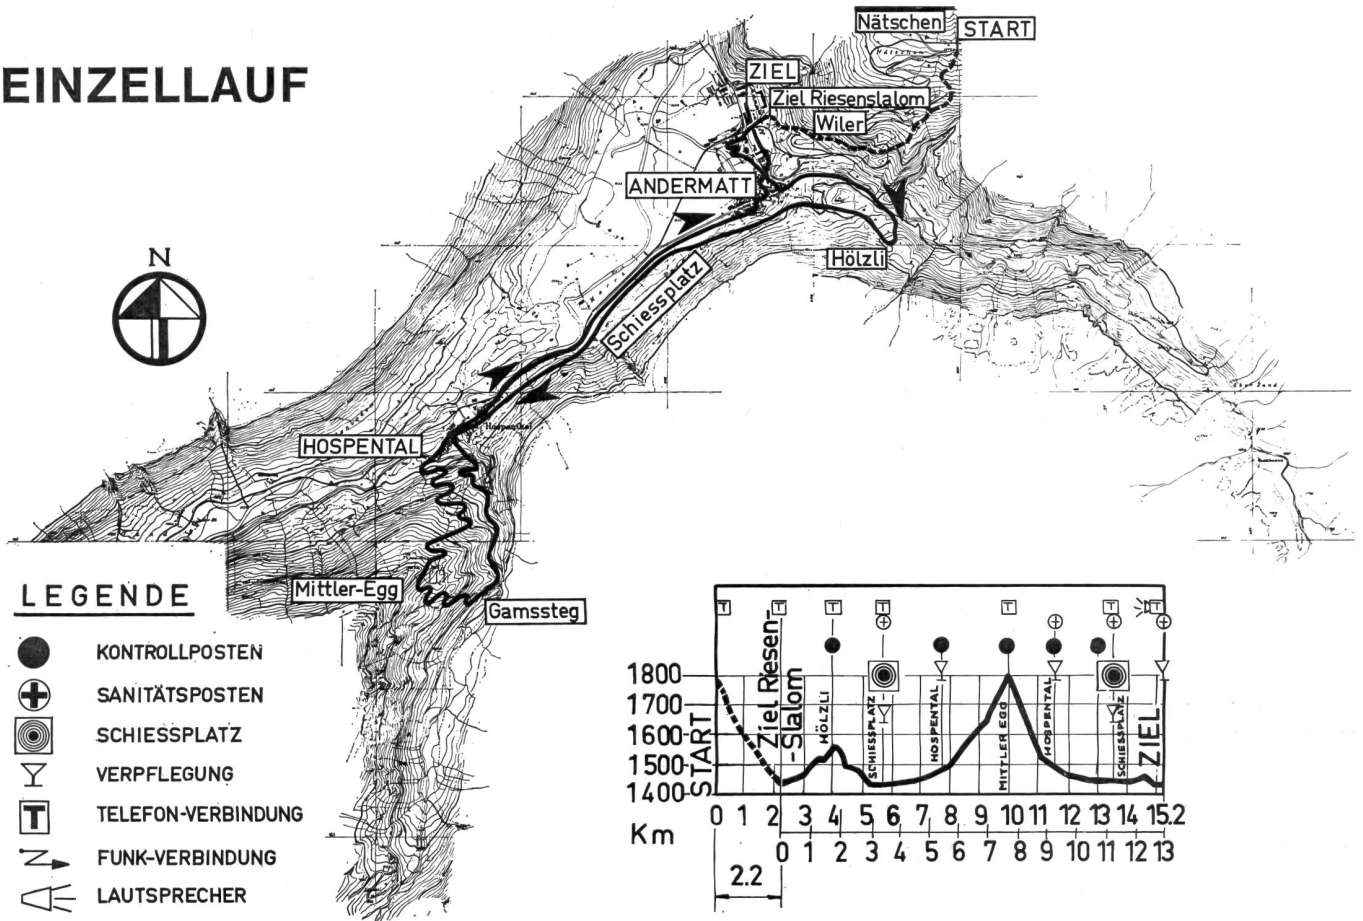 EINZELLAUF
Nätschen
START
ZIEL
Ziel Riesenslalom
Wiler
ANDERMATT
Hölzli
Schiessplatz
N
HOSPENTAL
Hospental
Mittler-Egg
Gamssteg
LEGENDE
KONTROLLPOSTEN
SANITÄTSPOSTEN
SCHIESSPLATZ
VERPFLEGUNG
T TELEFON-VERBINDUNG
FUNK-VERBINDUNG
LAUTSPRECHER
T T T T T T T
1800
1700
1600
1500
1400
START
Ziel Riesen-
-Slalom
HÖLZLI
SCHIESSPLATZ
HOSPENTAL
MITTLER EGG
HOSPENTAL
SCHIESSPLATZ
ZIEL
Km
0 1 2 3 4 5 6 7 8 9 10 11 12 13 14 15.2
0 1 2 3 4 5 6 7 8 9 10 11 12 13
2.2